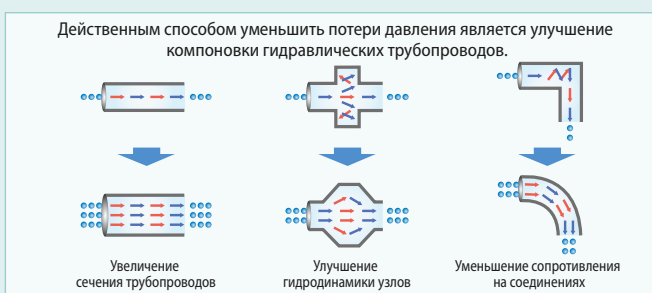 Действенным способом уменьшить потери давления является улучшение
компоновки гидравлических трубопроводов.
Увеличение
сечения трубопроводов
Улучшение
гидродинамики узлов
Уменьшение сопротивления
на соединениях